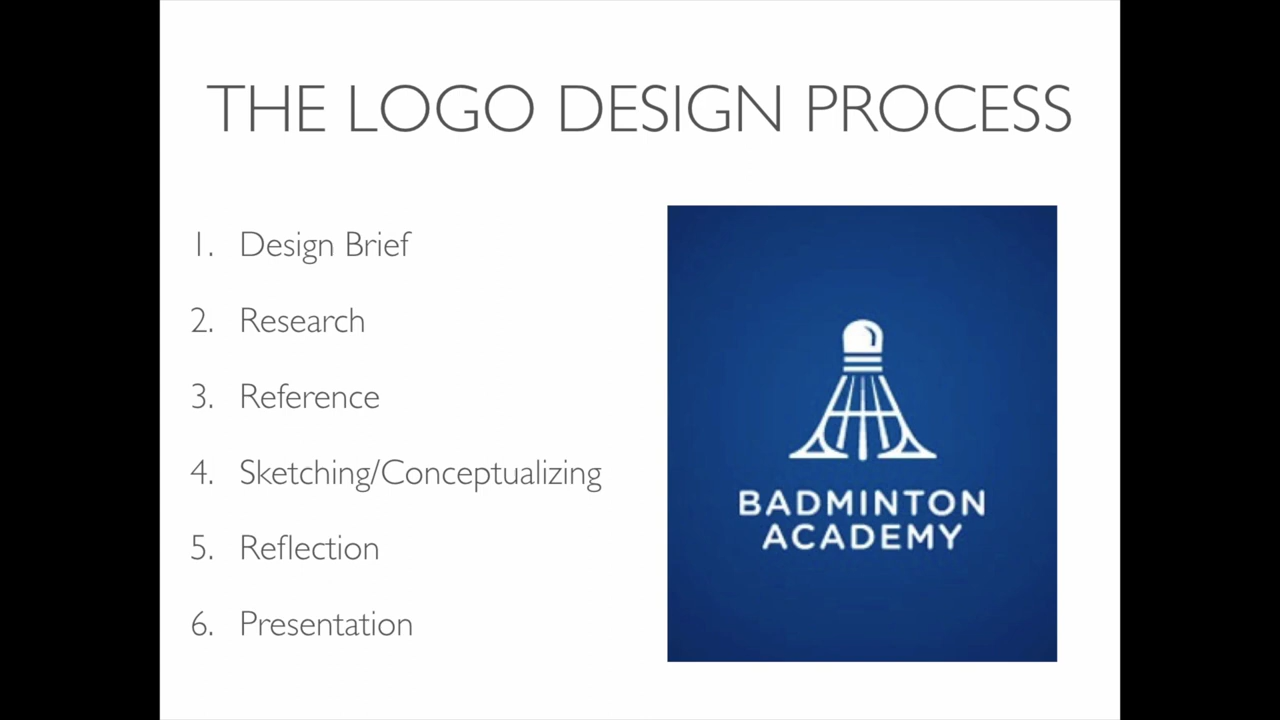 THE LOGO DESIGN PROCESS
1. Design Brief
2. Research
3. Reference
4. Sketching/Conceptualizing
5. Reflection
6. Presentation
BADMINTON
ACADEMY